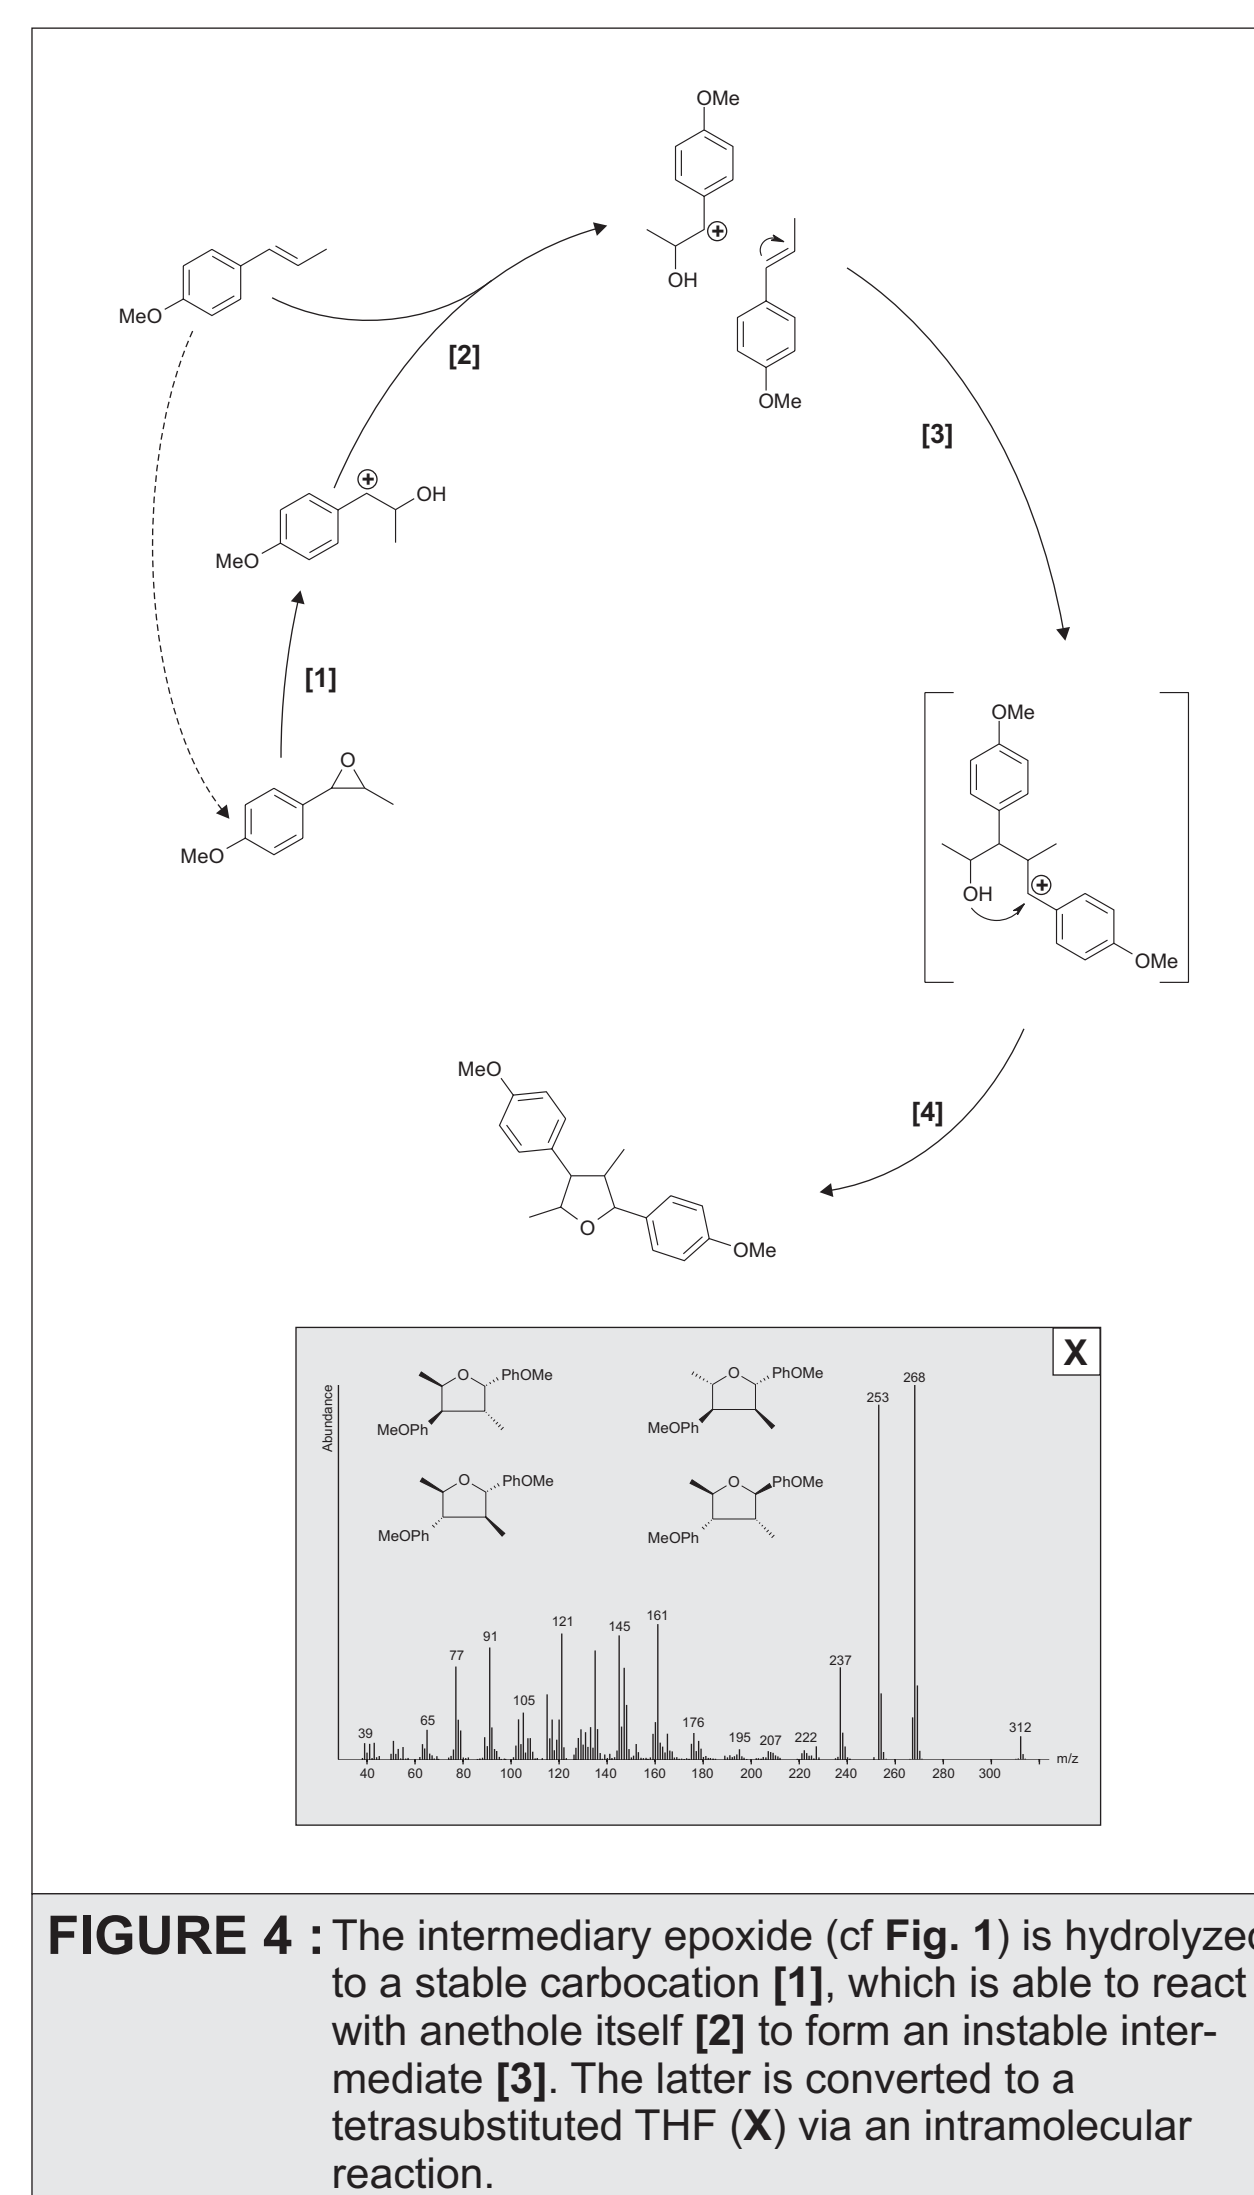 OMe
OH
OMe
MeO
[2]
[3]
OH
MeO
[1]
O
MeO
OMe
OH
OMe
MeO
[4]
O
OMe
X
Abundance
O
PhOMe
MeOPh
O
PhOMe
MeOPh
O
PhOMe
MeOPh
O
PhOMe
MeOPh
39
65
77
91
105
121
145
161
176
195
207
222
237
253
268
312
40 60 80 100 120 140 160 180 200 220 240 260 280 300
m/z
FIGURE 4 : The intermediary epoxide (cf Fig. 1) is hydrolyzed
to a stable carbocation [1], which is able to react
with anethole itself [2] to form an instable inter-
mediate [3]. The latter is converted to a
tetrasubstituted THF (X) via an intramolecular
reaction.